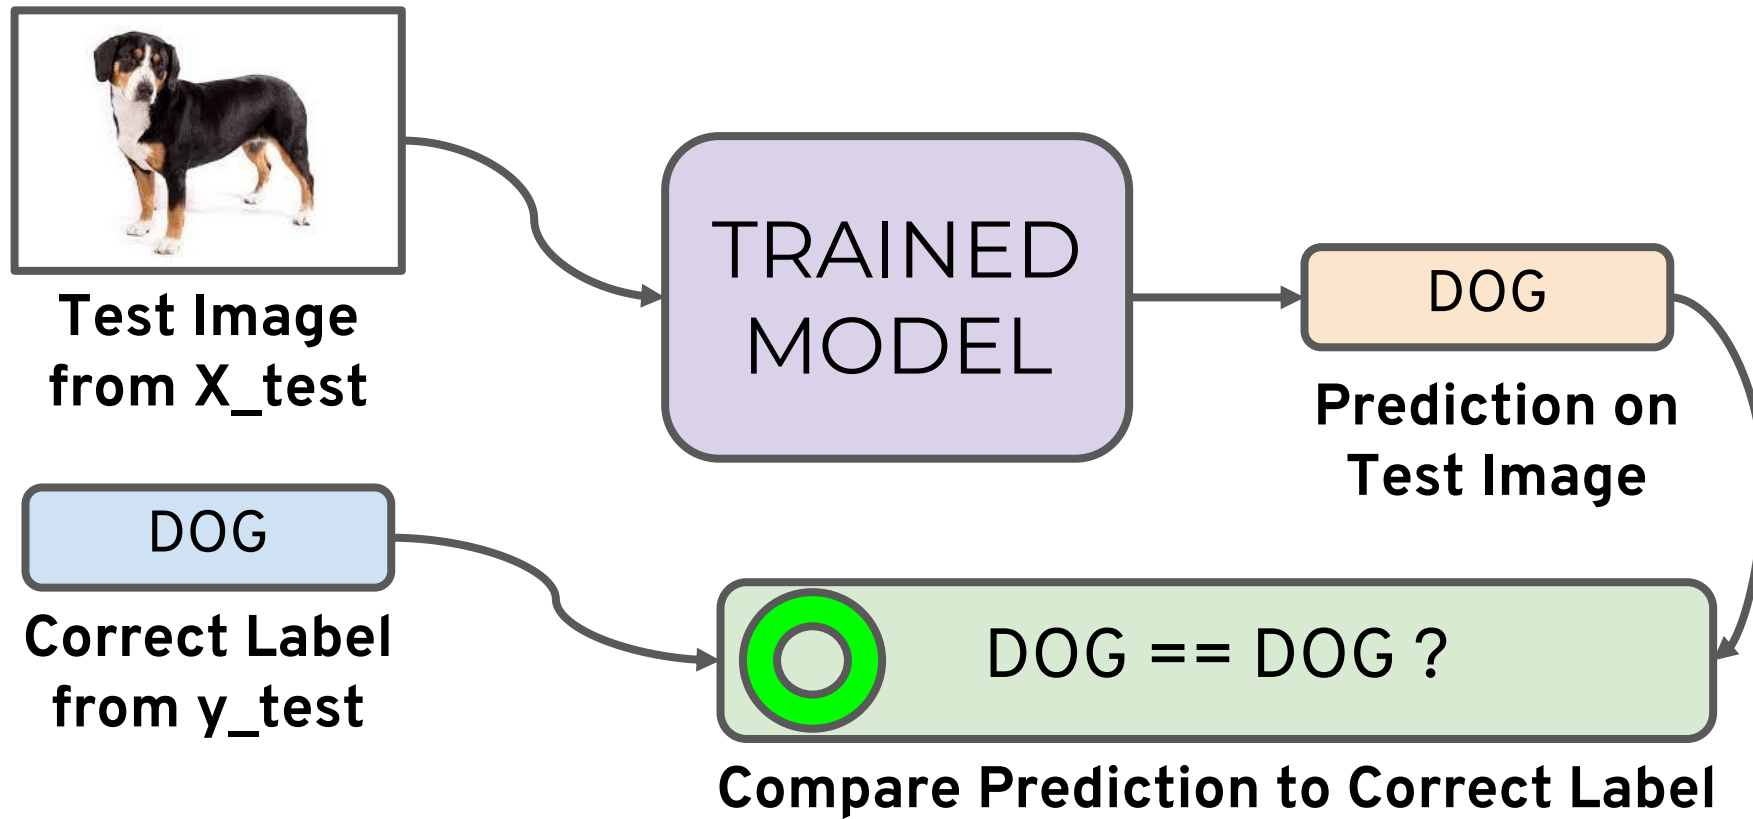 Test Image
from X_test
TRAINED
MODEL
DOG
Prediction on
Test Image
DOG
Correct Label
from y_test
DOG == DOG ?
Compare Prediction to Correct Label